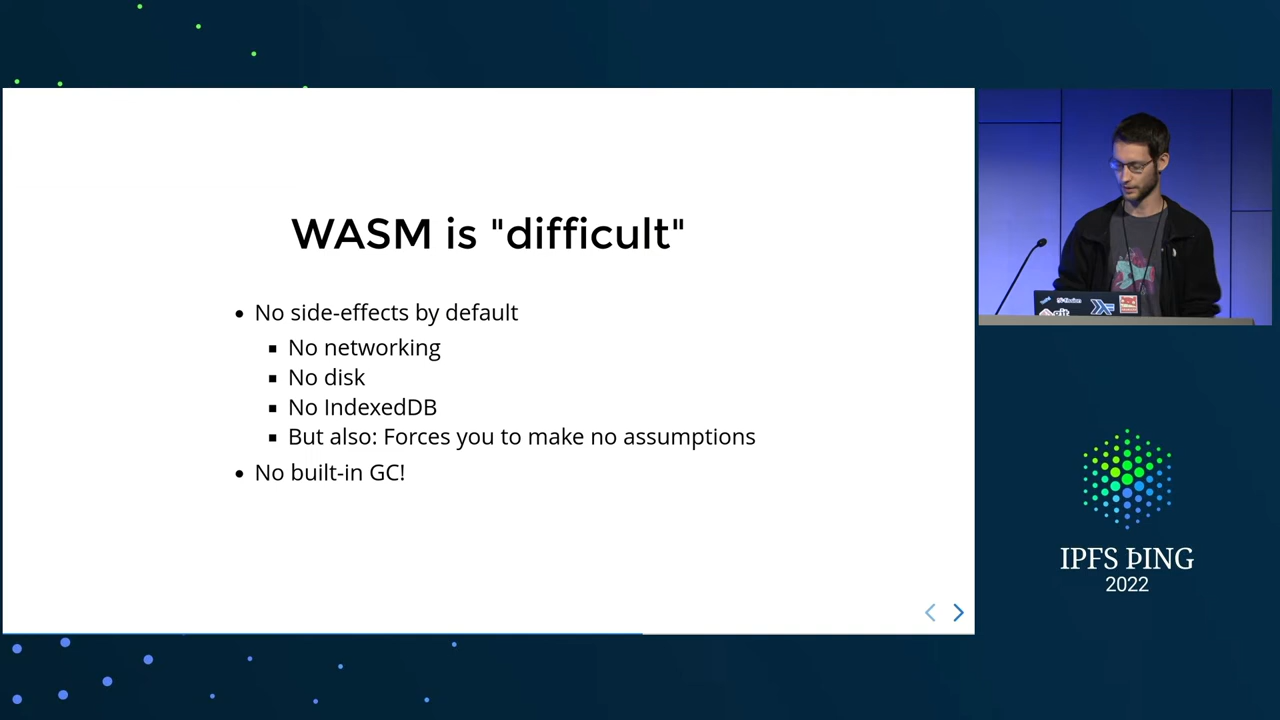 WASM is "difficult"
No side-effects by default
No networking
No disk
No IndexedDB
But also: Forces you to make no assumptions
No built-in GC!
git
IPFS ÞING
2022